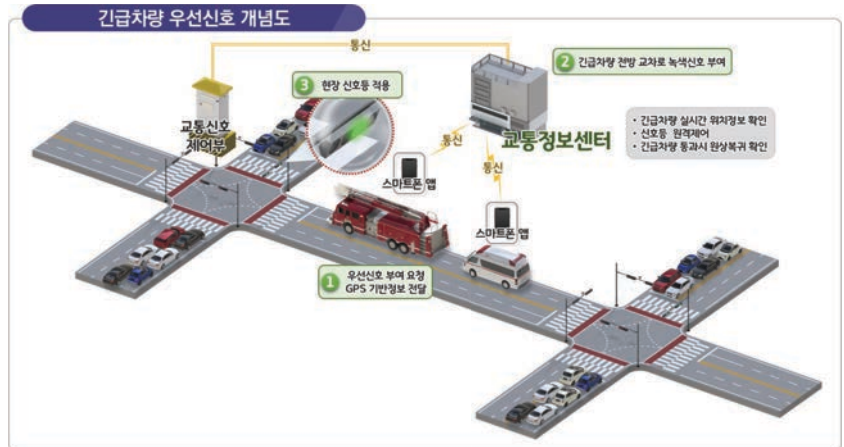 긴급차량 우선신호 개념도
통신
2 긴급차량 전방 교차로 녹색신호 부여
3 현장 신호등 적용
교통신호
제어부
교통정보센터
• 긴급차량 실시간 위치정보 확인
• 신호등 원격제어
• 긴급차량 통과시 원상복귀 확인
통신
통신
스마트폰 앱
스마트폰 앱
1 우선신호 부여 요청
GPS 기반정보 전달